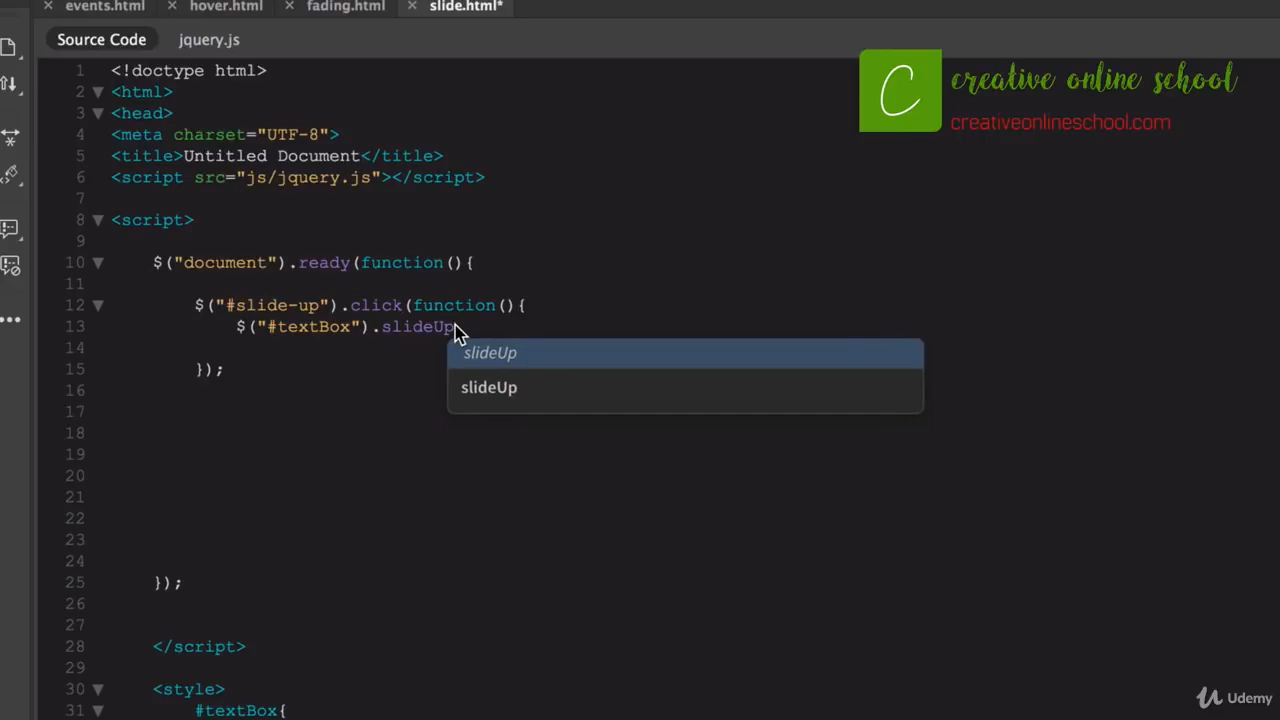 events.html hover.html fading.html slide.html*
Source Code jquery.js
C creative online school
creativeonlineschool.com
1 <!doctype html>
2 <html>
3 <head>
4 <meta charset="UTF-8">
5 <title>Untitled Document</title>
6 <script src="js/jquery.js"></script>
7
8 <script>
9
10 $("document").ready(function(){
11
12 $("#slide-up").click(function(){
13 $("#textBox").slideUp
slideUp
14
15 });
slideUp
16
17
18
19
20
21
22
23
24
25 });
26
27
28 </script>
29
30 <style>
31 #textBox{
Udemy